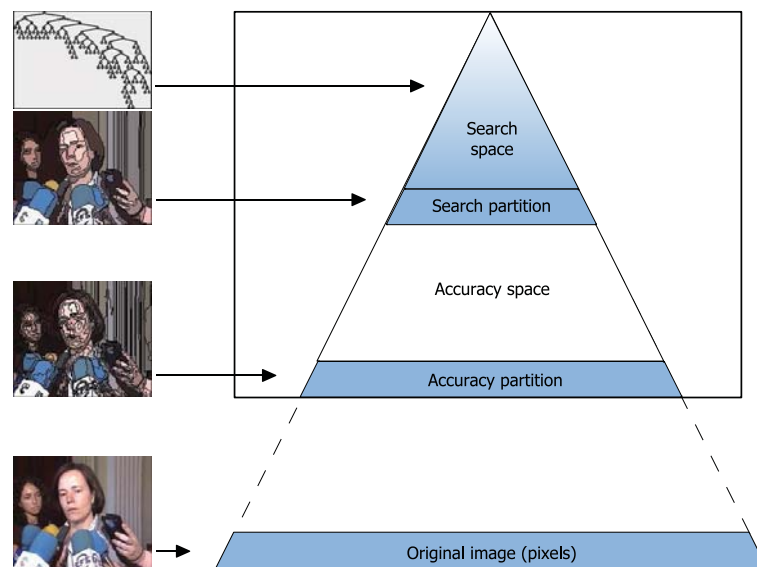 Search
space
Search partition
Accuracy space
Accuracy partition
Original image (pixels)